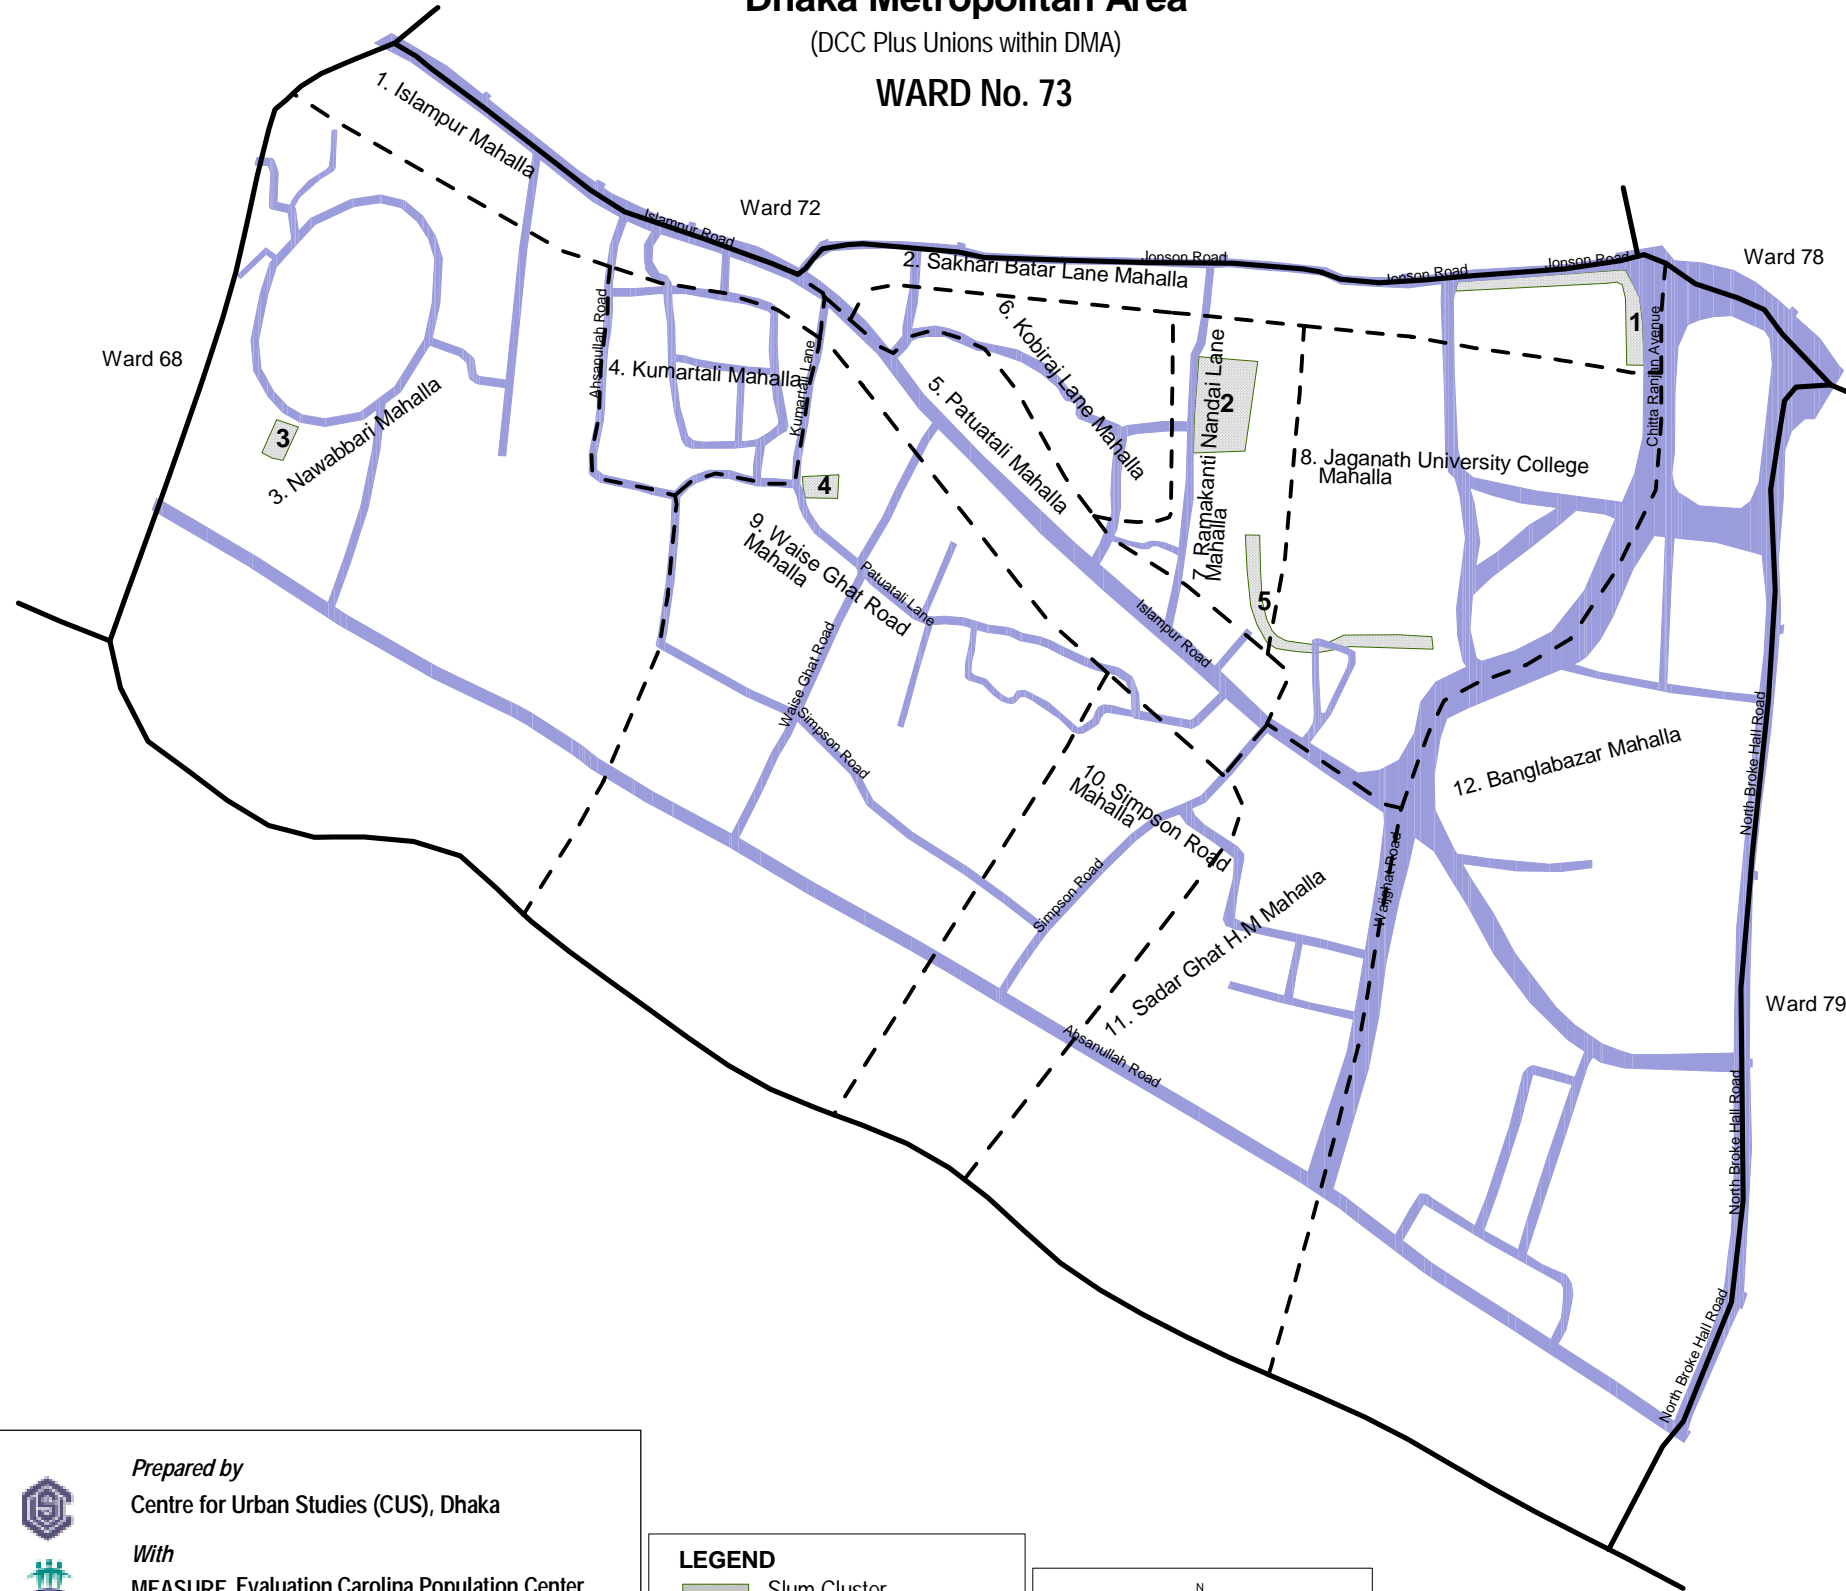 Dhaka Metropolitan Area
(DCC Plus Unions within DMA)
WARD No. 73
1. Islampur Mahalla
Ward 72
Islampur Road
2. Sakhari Batar Lane Mahalla
Jonson Road
Jonson Road
Jonson Road
Ward 78
Ward 68
Ahsanullah Road
4. Kumartali Mahalla
Kumartali Lane
5. Patuatali Mahalla
6. Kobiraj Lane Mahalla
7. Ramakanti Nandai Lane
Mahalla
2
1
Chitta Ranjan Avenue
8. Jaganath University College
Mahalla
3
3. Nawabbari Mahalla
4
9. Waise Ghat Road
Mahalla
Patuatali Lane
Waise Ghat Road
Simpson Road
Islampur Road
5
10. Simpson Road
Mahalla
Simpson Road
11. Sadar Ghat H.M Mahalla
Ahsanullah Road
Waijghat Road
12. Banglabazar Mahalla
North Broke Hall Road
Ward 79
North Broke Hall Road
North Broke Hall Road
Prepared by
Centre for Urban Studies (CUS), Dhaka
With
MEASURE Evaluation Carolina Population Center
LEGEND
Slum Cluster
N